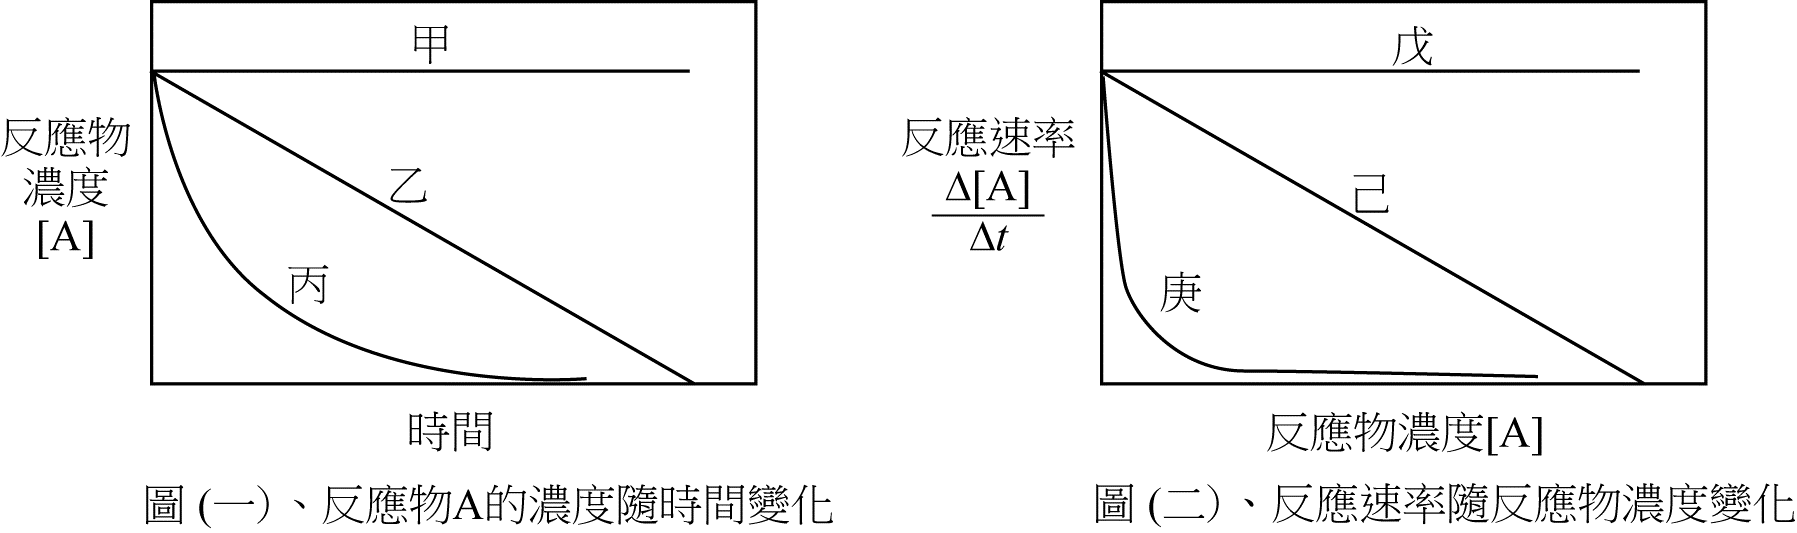 甲
反應物
濃度
[A]
乙
丙
時間
圖 (一)、反應物A的濃度隨時間變化
戊
反應速率
Δ[A]
Δt
己
庚
反應物濃度[A]
圖 (二)、反應速率隨反應物濃度變化